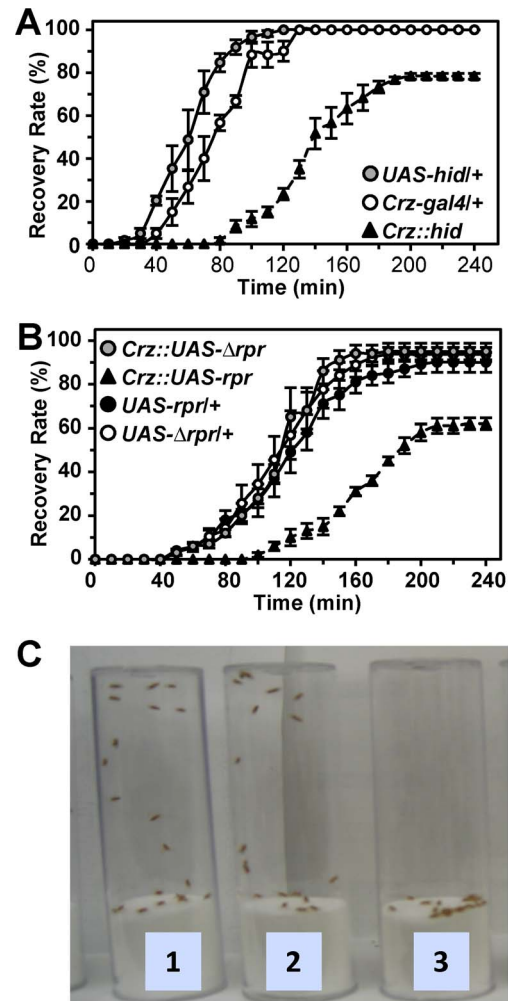 A
Recovery Rate (%)
100
80
60
40
20
0
UAS-hid/+
Crz-gal4/+
Crz::hid
0 40 80 120 160 200 240
Time (min)
B
Recovery Rate (%)
100
80
60
40
20
0
Crz::UAS-Δrpr
Crz::UAS-rpr
UAS-rpr/+
UAS-Δrpr/+
0 40 80 120 160 200 240
Time (min)
C
1 2 3